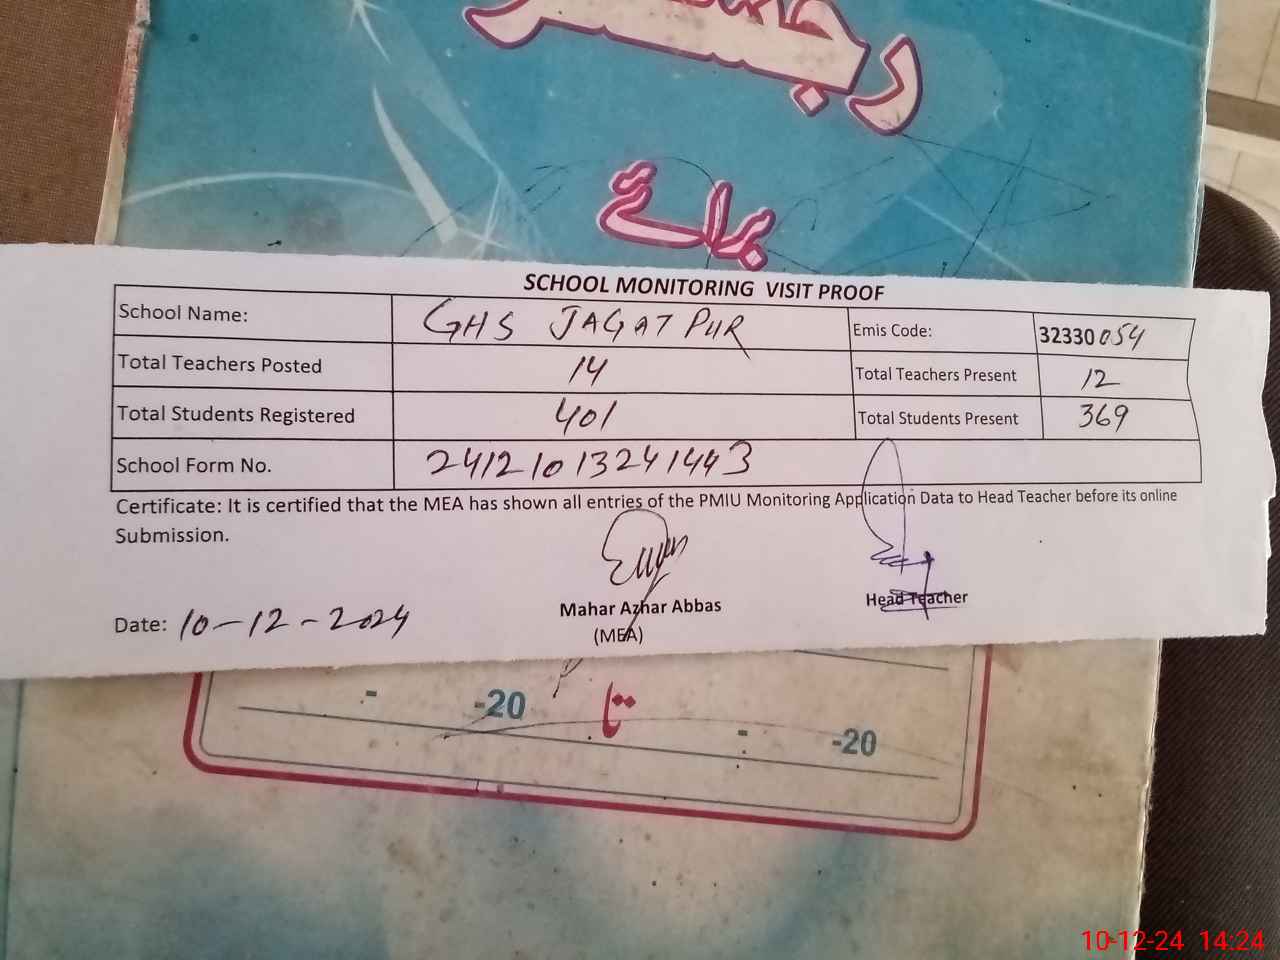 رجسٹر
برائے
SCHOOL MONITORING VISIT PROOF
School Name: GHS JAGAT PUR Emis Code: 32330054
Total Teachers Posted 14 Total Teachers Present 12
Total Students Registered 401 Total Students Present 369
School Form No. 24121013241443
Certificate: It is certified that the MEA has shown all entries of the PMIU Monitoring Application Data to Head Teacher before its online
Submission.
Mahar Azhar Abbas Head Teacher
Date: 10-12-2024 (MEA)
- -20 تا - -20
10-12-24 14:24